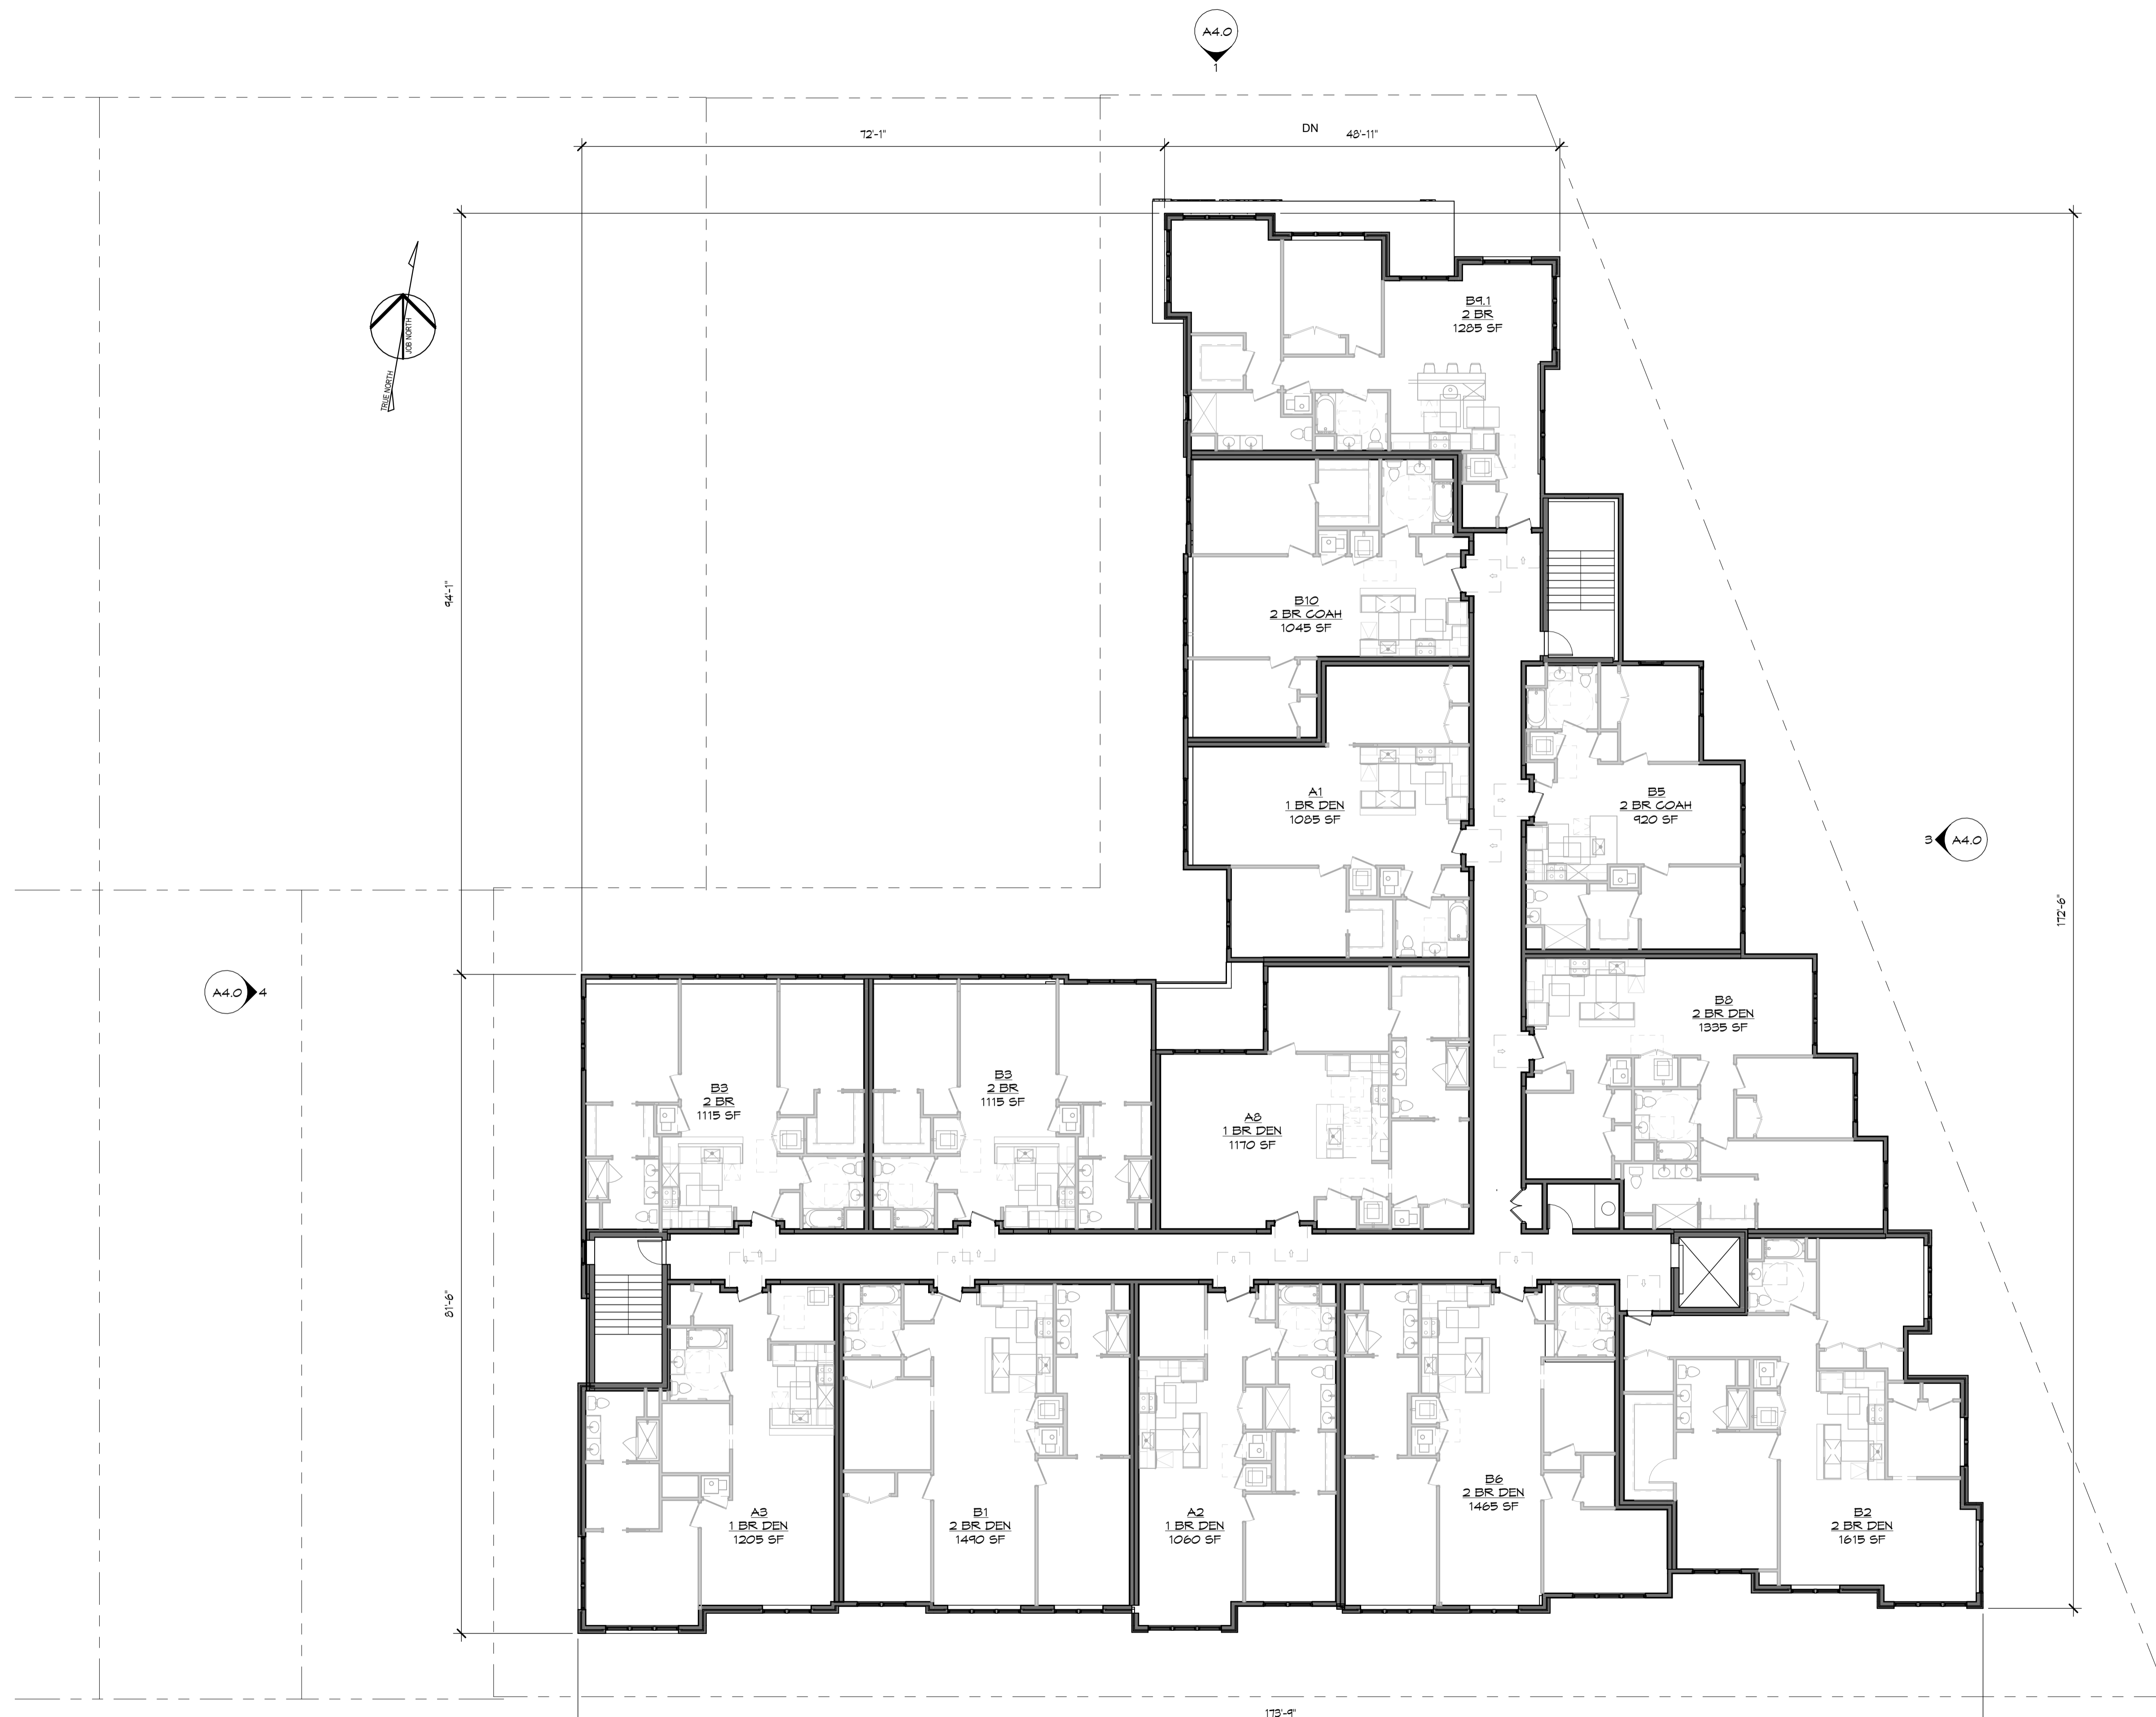 A4.0
1
72'-1"
DN
48'-11"
94'-1"
JOB NORTH
TRUE NORTH
B9.1
2 BR
1285 SF
B10
2 BR COAH
1045 SF
A1
1 BR DEN
1085 SF
B5
2 BR COAH
920 SF
3
A4.0
172'-6"
A4.0
4
B8
2 BR DEN
1335 SF
B3
2 BR
1115 SF
B3
2 BR
1115 SF
A8
1 BR DEN
1170 SF
81'-6"
A3
1 BR DEN
1205 SF
B1
2 BR DEN
1490 SF
A2
1 BR DEN
1060 SF
B6
2 BR DEN
1465 SF
B2
2 BR DEN
1615 SF
173'-9"